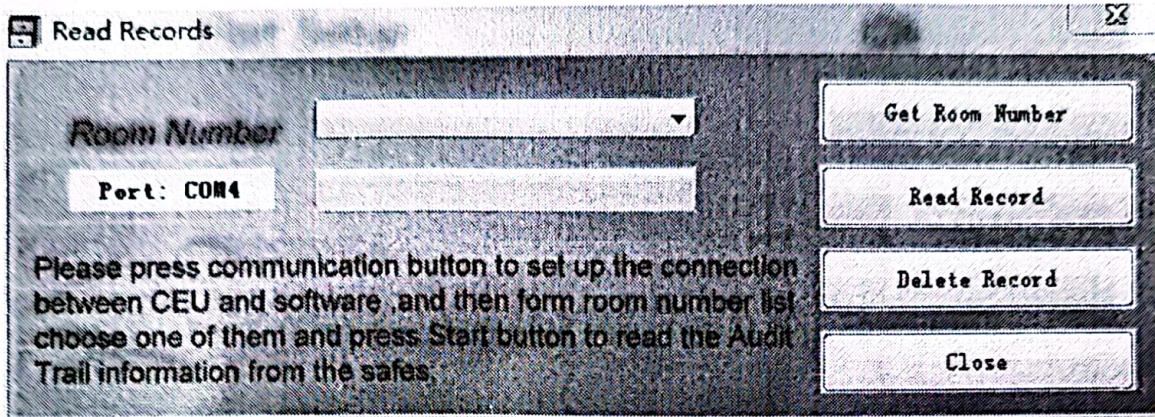 Read Records
Room Number
Get Room Number
Port: COM4
Read Record
Please press communication button to set up the connection
between CEU and software ,and then form room number list
choose one of them and press Start button to read the Audit
Trail information from the safes.
Delete Record
Close